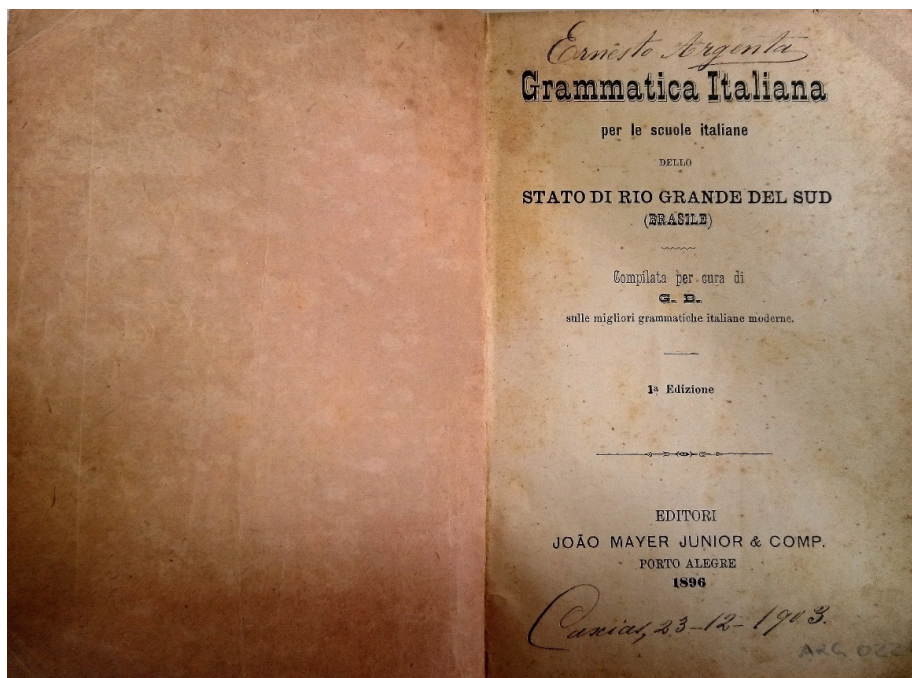 Ernesto Argenta
Grammatica Italiana
per le scuole italiane
DELLO
STATO DI RIO GRANDE DEL SUD
(BRASILE)
Compilata per cura di
G. B.
sulle migliori grammatiche italiane moderne.
1ª Edizione
EDITORI
JOÃO MAYER JUNIOR & COMP.
PORTO ALEGRE
1896
Caxias, 23-12-1903.
ARG 022